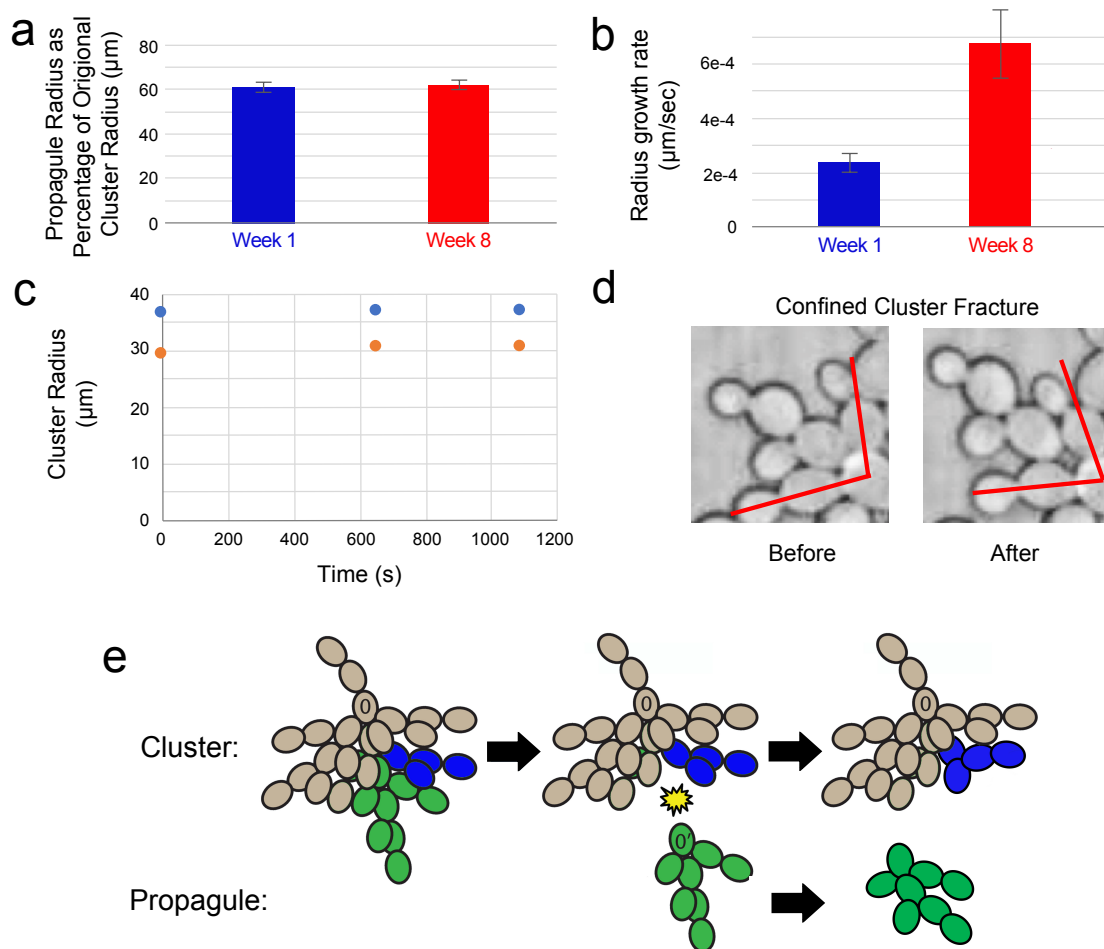 a
Propagule Radius as
Percentage of Origional
Cluster Radius (µm)
80
60
40
60
20
0
Week 1
Week 8
b
Radius growth rate
(µm/sec)
6e-4
4e-4
2e-4
0
Week 1
Week 8
c
Cluster Radius
(µm)
40
30
20
10
0
0
200
400
600
800
1000
1200
Time (s)
d
Confined Cluster Fracture
Before
After
e
Cluster:
0
0
0
0'
Propagule: